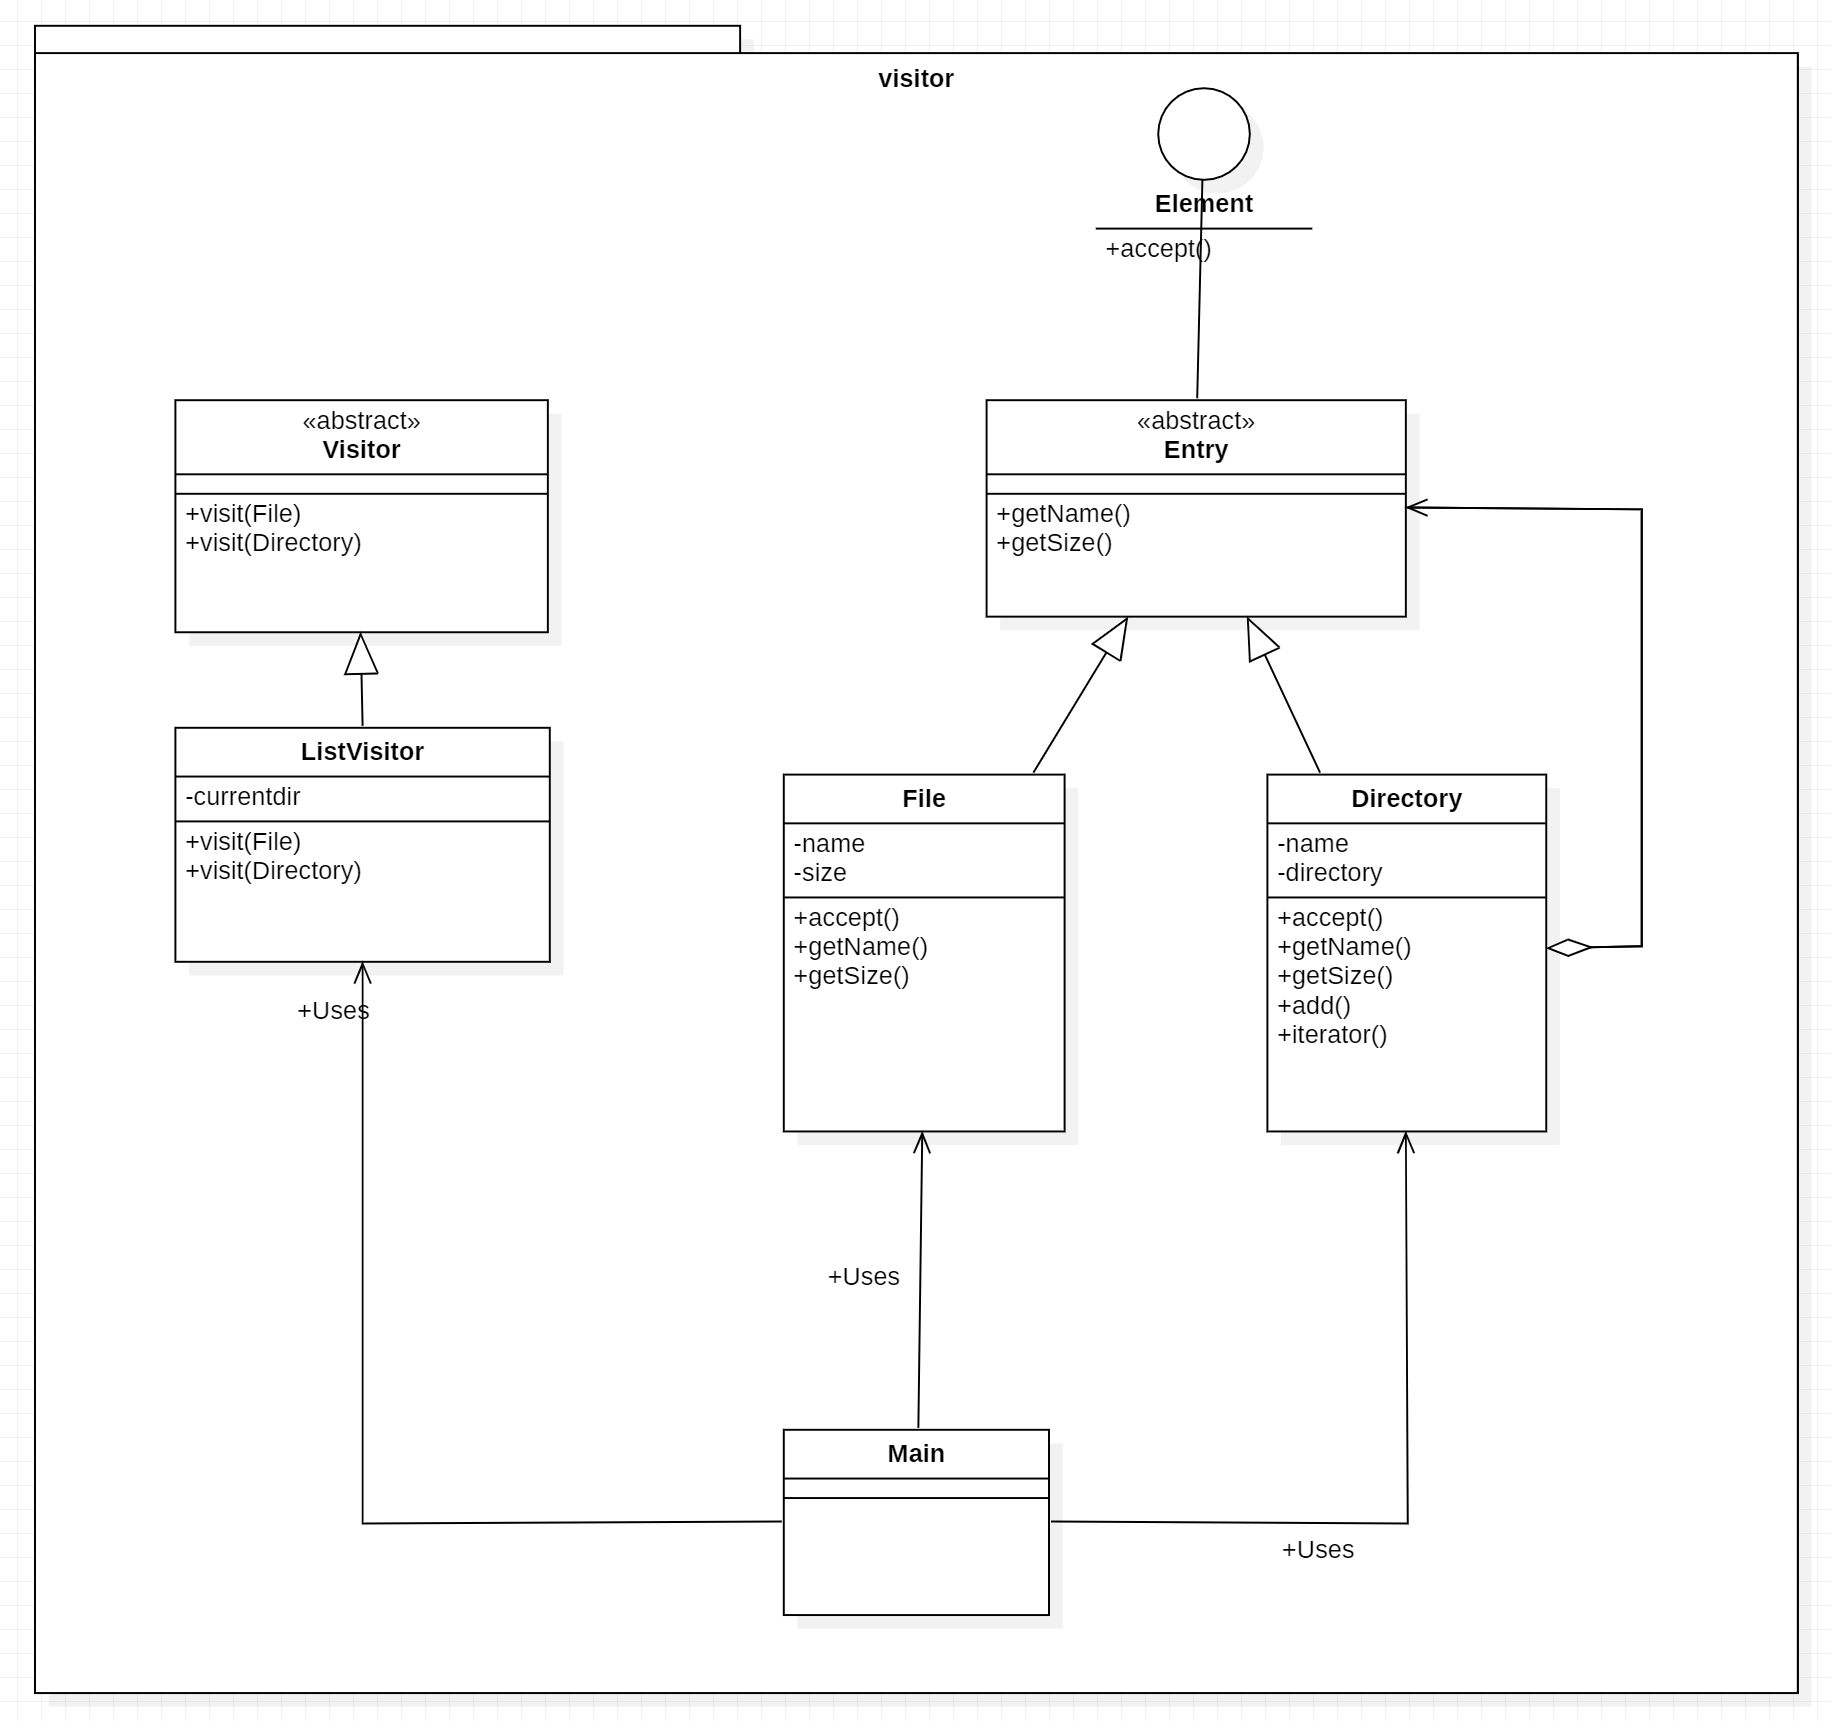 visitor
Element
+accept()
«abstract»
Visitor
+visit(File)
+visit(Directory)
«abstract»
Entry
+getName()
+getSize()
ListVisitor
-currentdir
+visit(File)
+visit(Directory)
File
-name
-size
+accept()
+getName()
+getSize()
Directory
-name
-directory
+accept()
+getName()
+getSize()
+add()
+iterator()
+Uses
+Uses
Main
+Uses